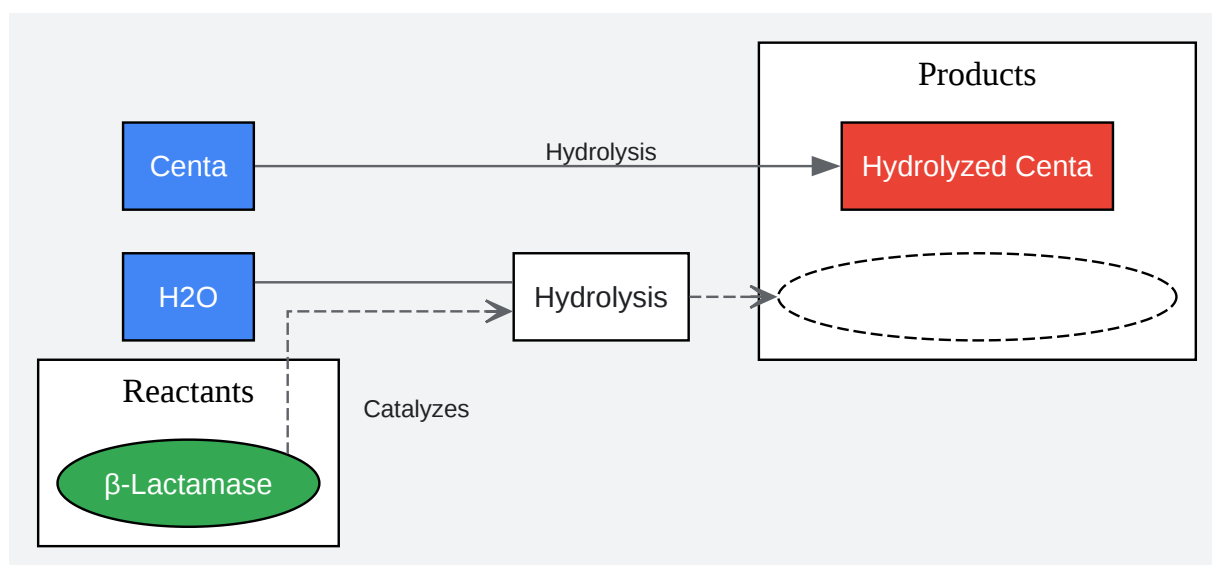 Products
Centa
Hydrolysis
Hydrolyzed Centa
H2O
Hydrolysis
Reactants
Catalyzes
β-Lactamase